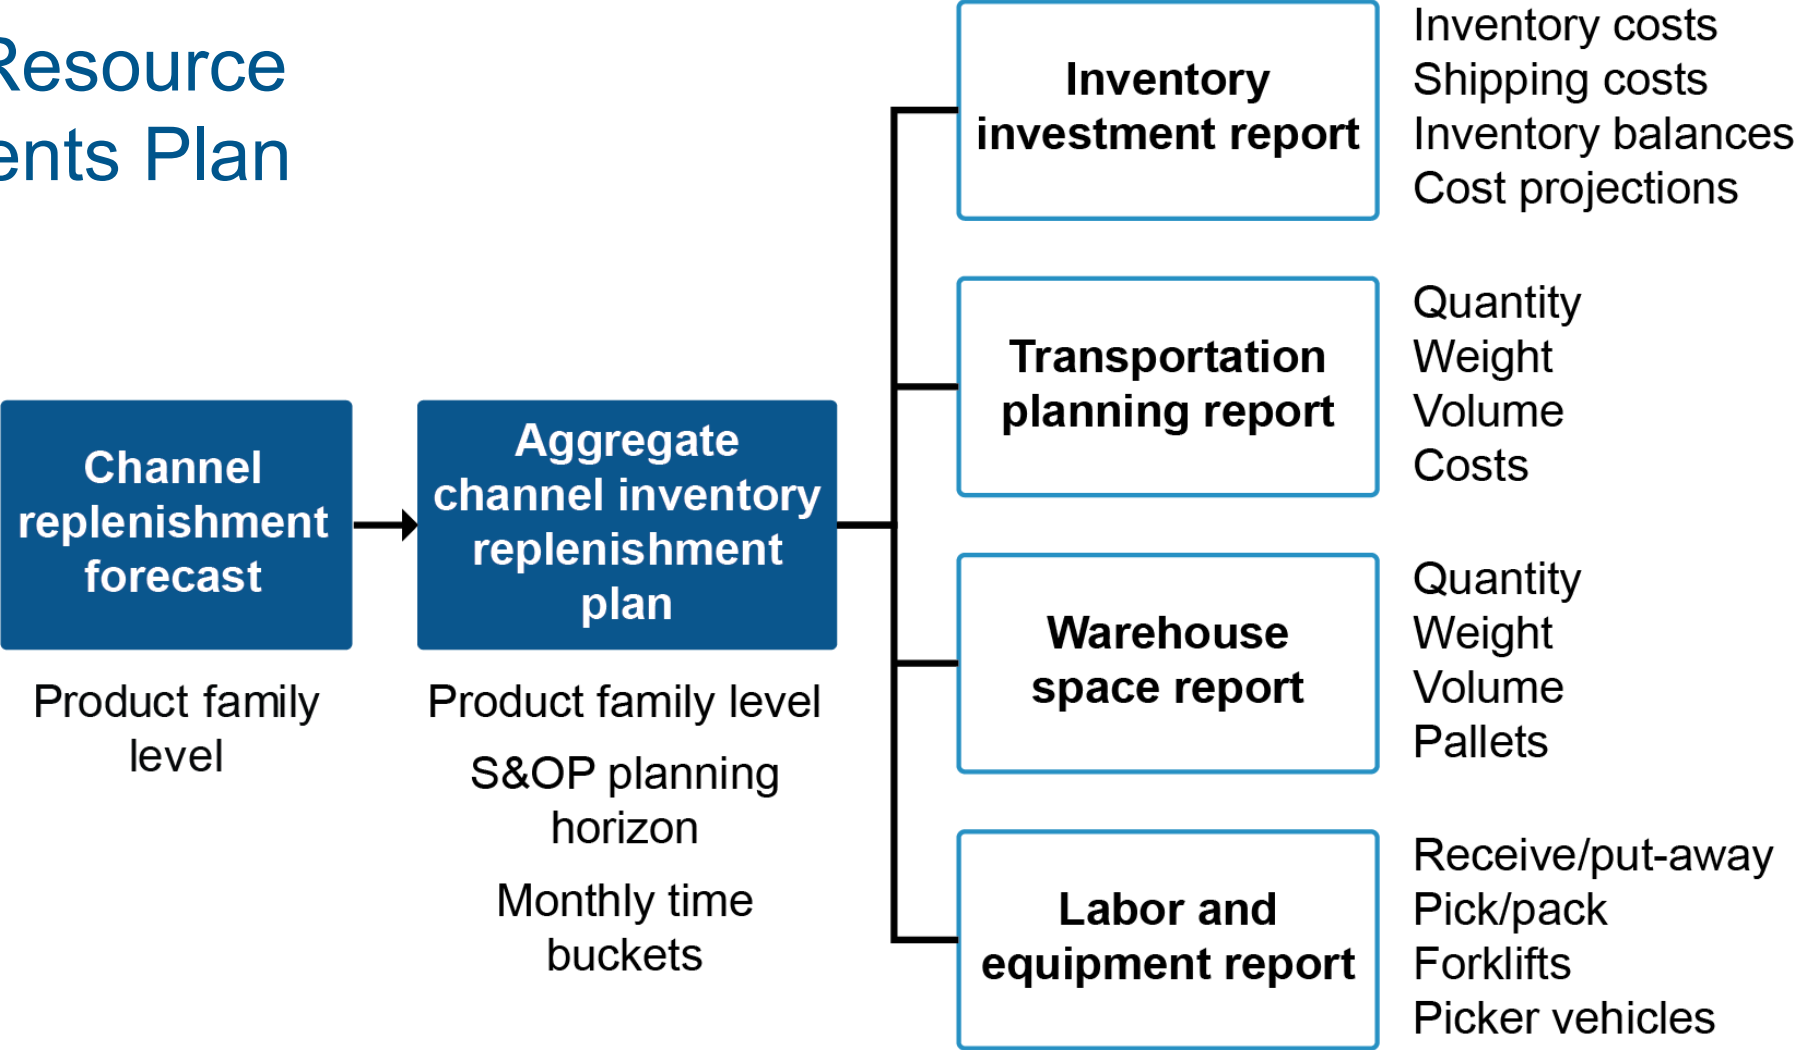 Resource
ents Plan
Channel
replenishment
forecast
Product family
level
Aggregate
channel inventory
replenishment
plan
Product family level
S&OP planning
horizon
Monthly time
buckets
Inventory
investment report
Inventory costs
Shipping costs
Inventory balances
Cost projections
Transportation
planning report
Quantity
Weight
Volume
Costs
Warehouse
space report
Quantity
Weight
Volume
Pallets
Labor and
equipment report
Receive/put-away
Pick/pack
Forklifts
Picker vehicles